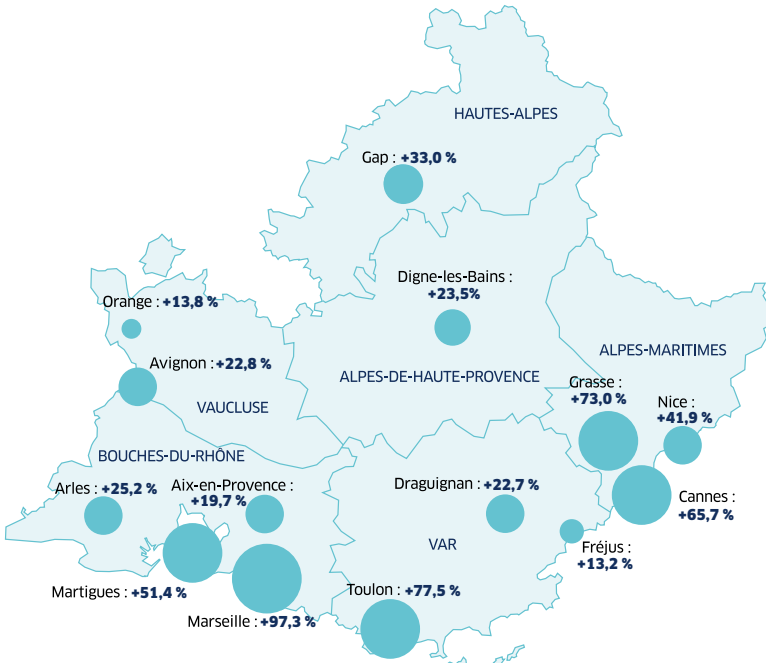 HAUTES-ALPES
Gap : +33,0 %
Digne-les-Bains :
+23,5%
Orange : +13,8 %
ALPES-MARITIMES
Avignon : +22,8 %
ALPES-DE-HAUTE-PROVENCE
Grasse :
+73,0 %
Nice :
+41,9 %
VAUCLUSE
BOUCHES-DU-RHÔNE
Arles : +25,2 %
Aix-en-Provence :
+19,7 %
Draguignan : +22,7 %
Cannes :
+65,7 %
VAR
Fréjus :
+13,2 %
Martigues : +51,4 %
Toulon : +77,5 %
Marseille : +97,3 %